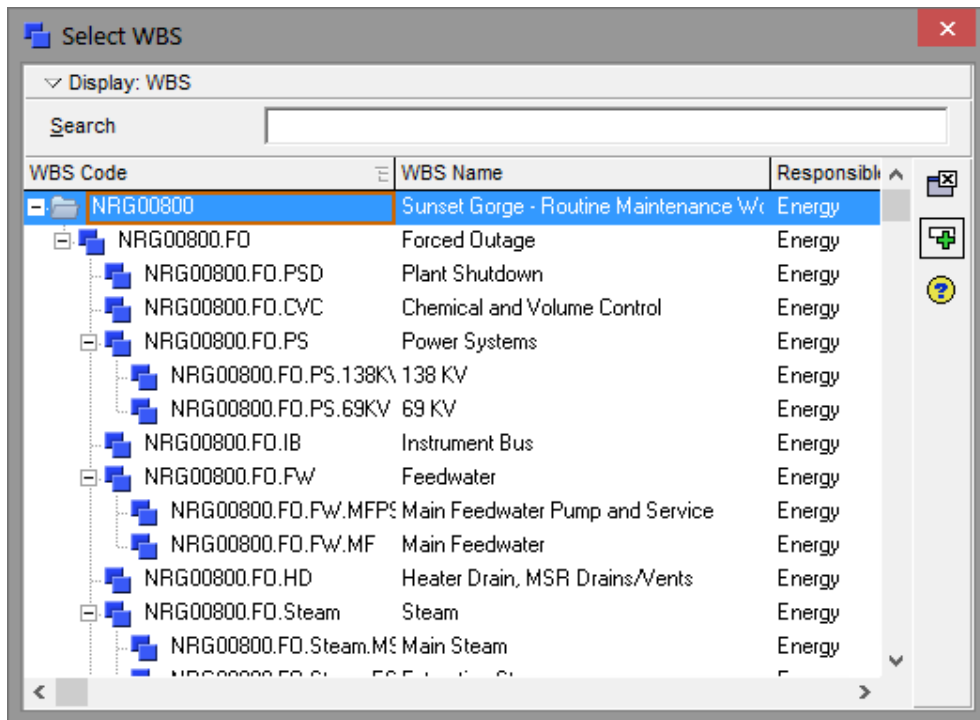 Select WBS
Display: WBS
Search
WBS Code WBS Name Responsibl
NRG00800 Sunset Gorge - Routine Maintenance Wo Energy
NRG00800.FO Forced Outage Energy
NRG00800.FO.PSD Plant Shutdown Energy
NRG00800.FO.CVC Chemical and Volume Control Energy
NRG00800.FO.PS Power Systems Energy
NRG00800.FO.PS.138K 138 KV Energy
NRG00800.FO.PS.69KV 69 KV Energy
NRG00800.FO.IB Instrument Bus Energy
NRG00800.FO.FW Feedwater Energy
NRG00800.FO.FW.MFPS Main Feedwater Pump and Service Energy
NRG00800.FO.FW.MF Main Feedwater Energy
NRG00800.FO.HD Heater Drain, MSR Drains/Vents Energy
NRG00800.FO.Steam Steam Energy
NRG00800.FO.Steam.MS Main Steam Energy